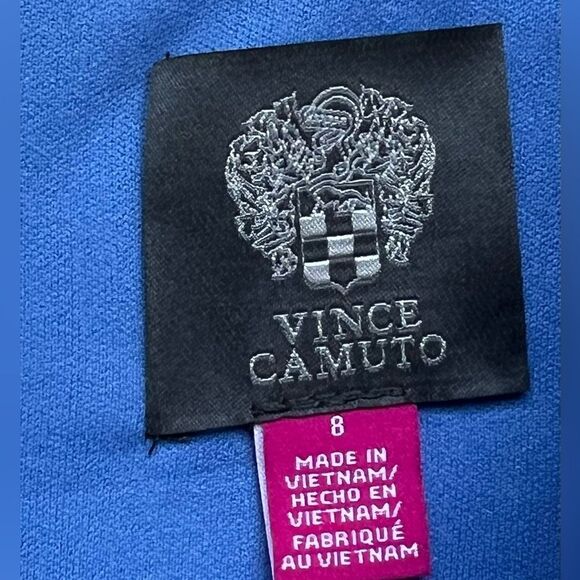 VINCE
CAMUTO
8
MADE IN
VIETNAM/
HECHO EN
VIETNAM/
FABRIQUÉ
AU VIETNAM